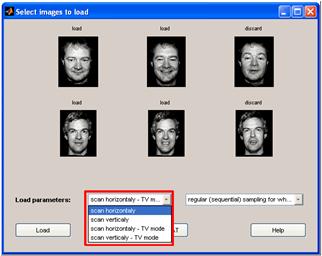 Select images to load
load load discard
load load discard
Load parameters: scan horizontaly - TV m... regular (sequential) sampling for wh...
scan horizontaly
scan verticaly
scan horizontaly - TV mode
scan verticaly - TV mode
Load AT Help